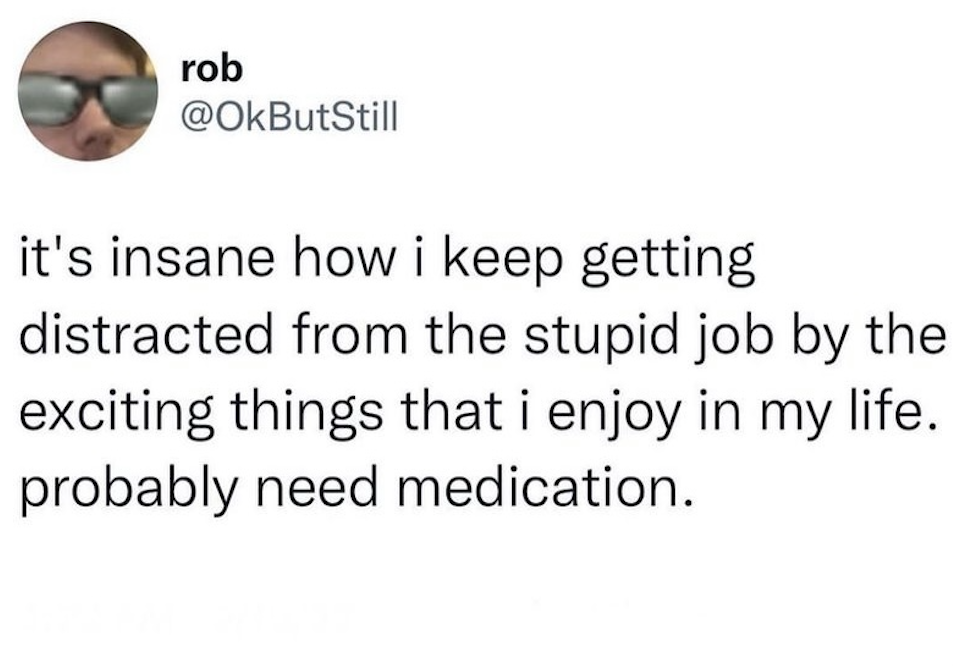 rob
@OkButStill
it's insane how i keep getting
distracted from the stupid job by the
exciting things that i enjoy in my life.
probably need medication.